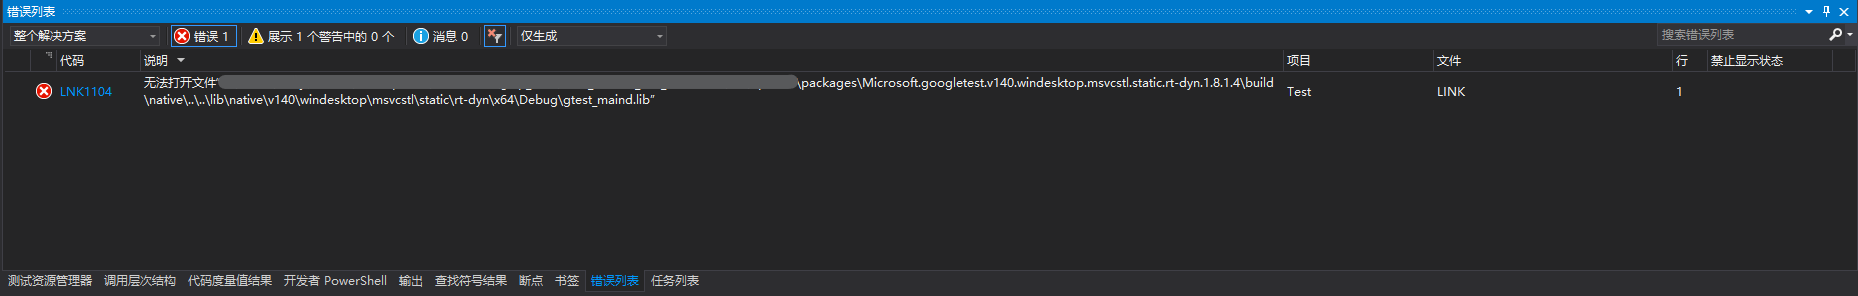 错误列表
整个解决方案 错误 1 展示 1 个警告中的 0 个 消息 0 仅生成 搜索错误列表
代码 说明 项目 文件 行 禁止显示状态
LNK1104 无法打开文件“ \packages\Microsoft.googletest.v140.windesktop.msvcstl.static.rt-dyn.1.8.1.4\build Test LINK 1
\native\..\..\lib\native\v140\windesktop\msvcstl\static\rt-dyn\x64\Debug\gtest_maind.lib”
测试资源管理器 调用层次结构 代码度量值结果 开发者 PowerShell 输出 查找符号结果 断点 书签 错误列表 任务列表